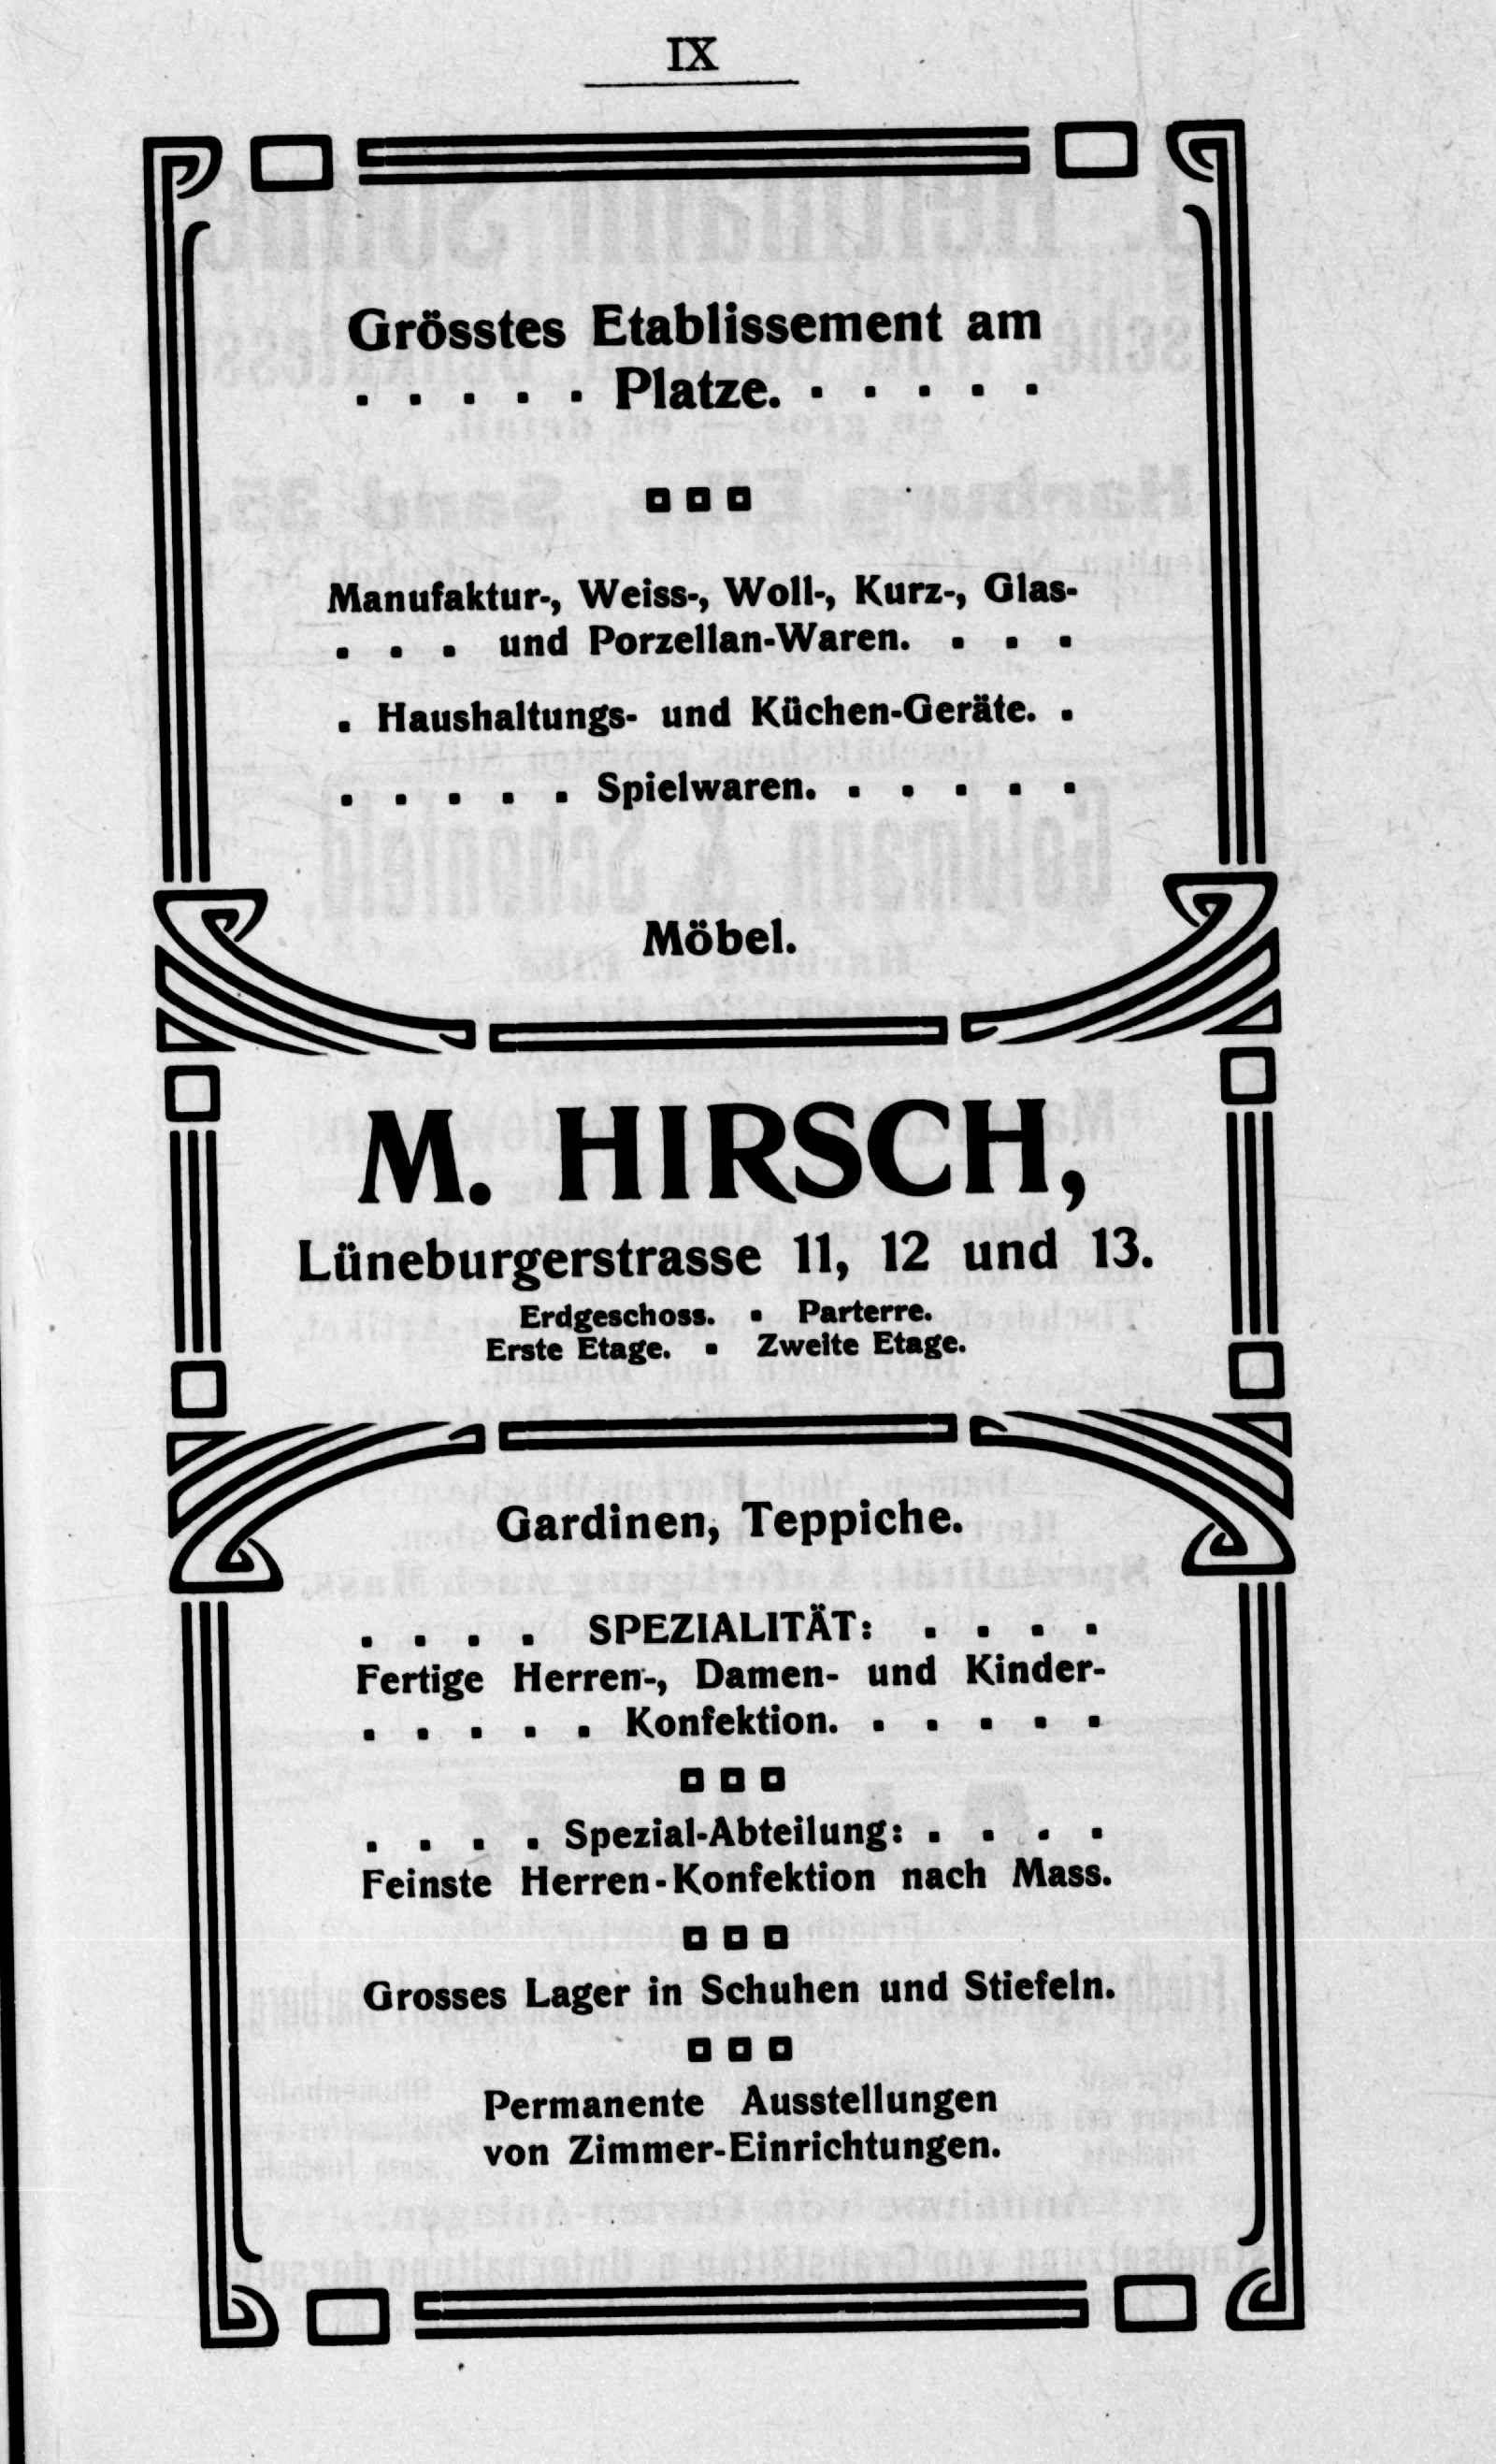 IX
Grösstes Etablissement am
. . . . . Platze. . . . . .
Manufaktur-, Weiss-, Woll-, Kurz-, Glas-
. . . und Porzellan-Waren. . . .
. Haushaltungs- und Küchen-Geräte. .
. . . . . Spielwaren. . . . . .
Möbel.
M. HIRSCH,
Lüneburgerstrasse 11, 12 und 13.
Erdgeschoss. ▪ Parterre.
Erste Etage. ▪ Zweite Etage.
Gardinen, Teppiche.
. . . . SPEZIALITÄT: . . . .
Fertige Herren-, Damen- und Kinder-
. . . . . Konfektion. . . . . .
. . . . Spezial-Abteilung: . . . .
Feinste Herren-Konfektion nach Mass.
Grosses Lager in Schuhen und Stiefeln.
Permanente Ausstellungen
von Zimmer-Einrichtungen.